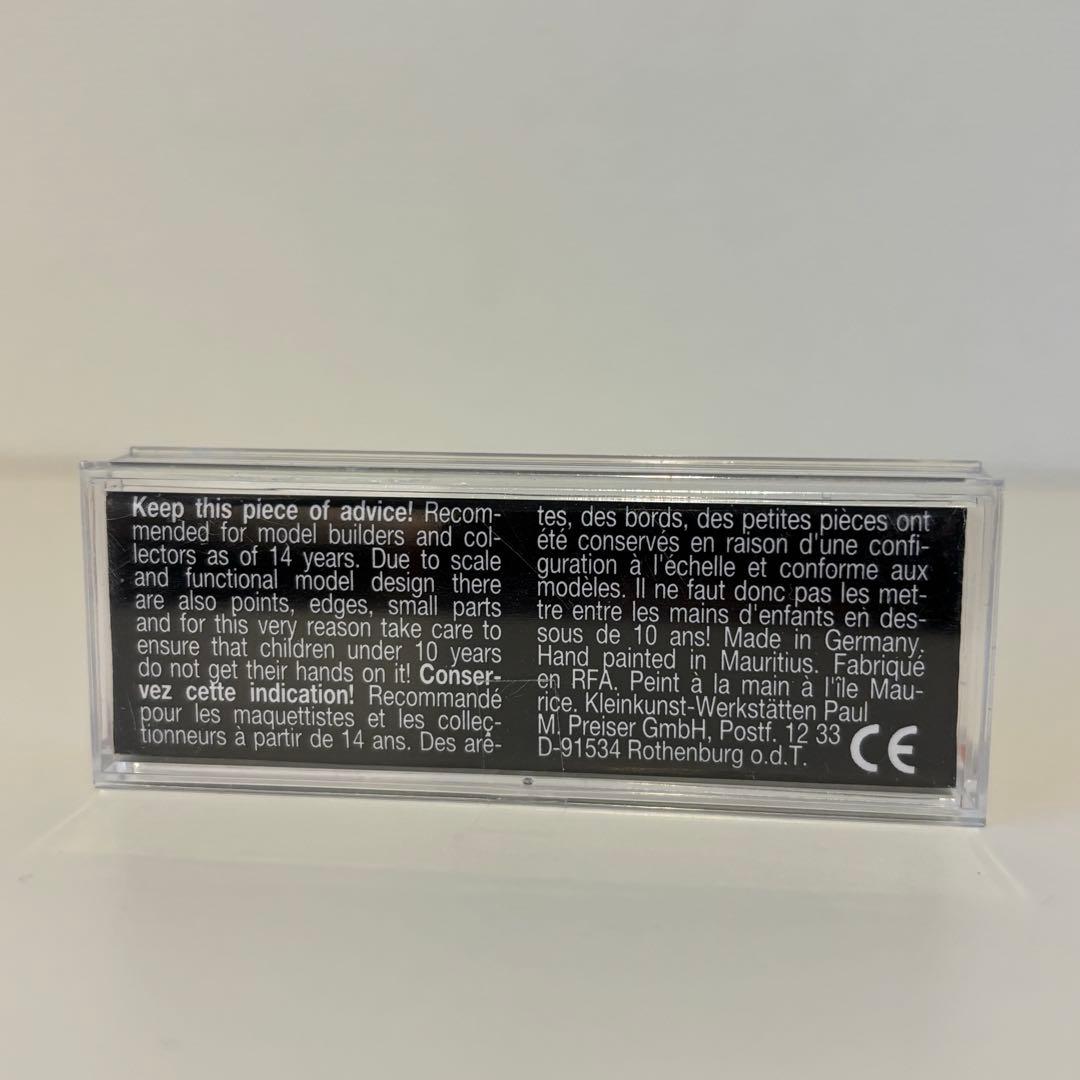 Keep this piece of advice! Recom-
mended for model builders and col-
lectors as of 14 years. Due to scale
and functional model design there
are also points, edges, small parts
and for this very reason take care to
ensure that children under 10 years
do not get their hands on it! Conser-
vez cette indication! Recommandé
pour les maquettistes et les collec-
tionneurs à partir de 14 ans. Des arê-
tes, des bords, des petites pièces ont
été conservés en raison d'une confi-
guration à l'échelle et conforme aux
modèles. Il ne faut donc pas les met-
tre entre les mains d'enfants en des-
sous de 10 ans! Made in Germany.
Hand painted in Mauritius. Fabriqué
en RFA. Peint à la main à l'île Mau-
rice. Kleinkunst-Werkstätten Paul
M. Preiser GmbH, Postf. 12 33
D-91534 Rothenburg o.d.T.
CE